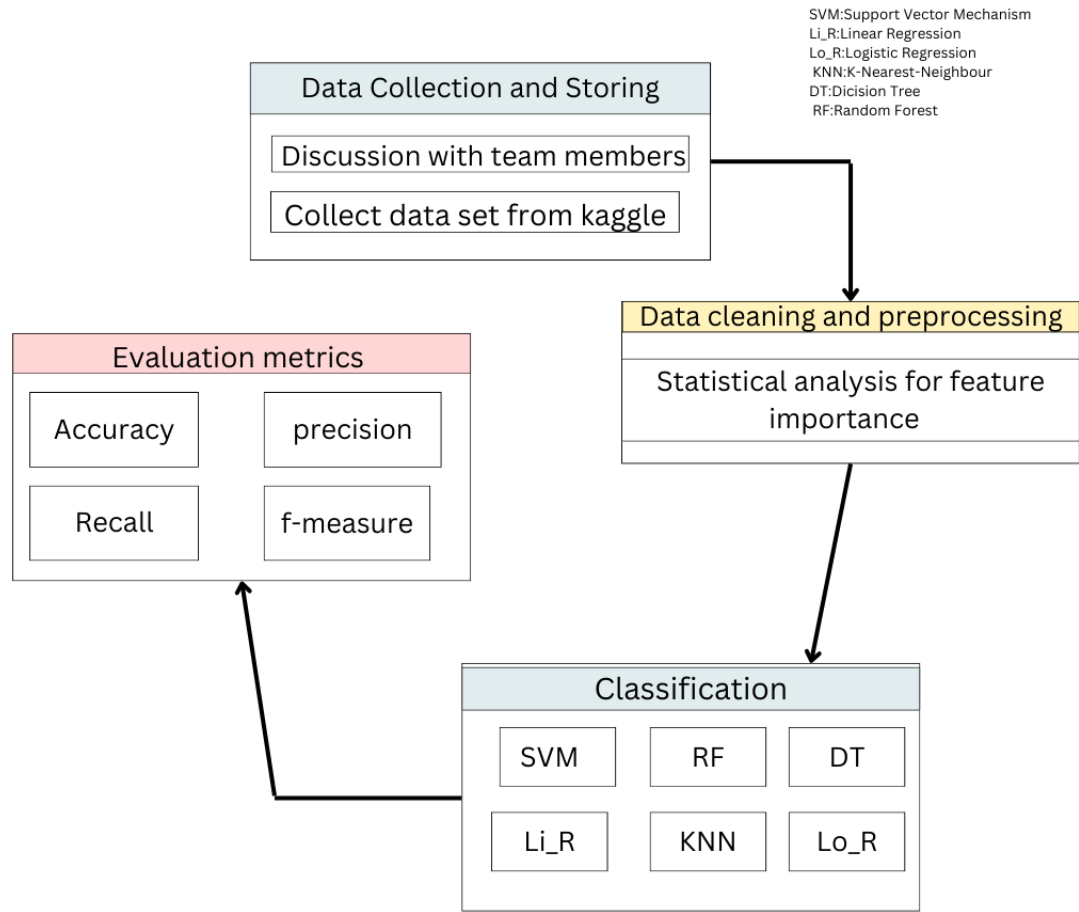 SVM:Support Vector Mechanism
Li_R:Linear Regression
Lo_R:Logistic Regression
KNN:K-Nearest-Neighbour
DT:Dicision Tree
RF:Random Forest
Data Collection and Storing
Discussion with team members
Collect data set from kaggle
Data cleaning and preprocessing
Statistical analysis for feature
importance
Evaluation metrics
Accuracy
precision
Recall
f-measure
Classification
SVM
RF
DT
Li_R
KNN
Lo_R